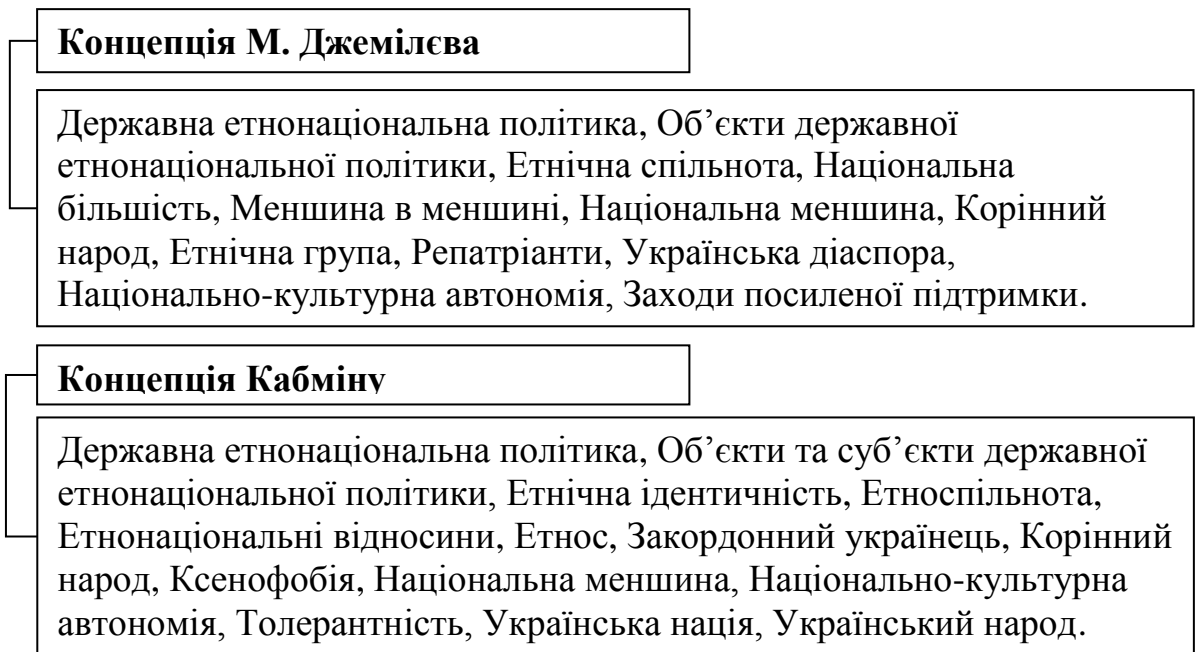 Концепція М. Джемілєва
Державна етнонаціональна політика, Об’єкти державної
етнонаціональної політики, Етнічна спільнота, Національна
більшість, Меншина в меншині, Національна меншина, Корінний
народ, Етнічна група, Репатріанти, Українська діаспора,
Національно-культурна автономія, Заходи посиленої підтримки.
Концепція Кабміну
Державна етнонаціональна політика, Об’єкти та суб’єкти державної
етнонаціональної політики, Етнічна ідентичність, Етноспільнота,
Етнонаціональні відносини, Етнос, Закордонний українець, Корінний
народ, Ксенофобія, Національна меншина, Національно-культурна
автономія, Толерантність, Українська нація, Український народ.